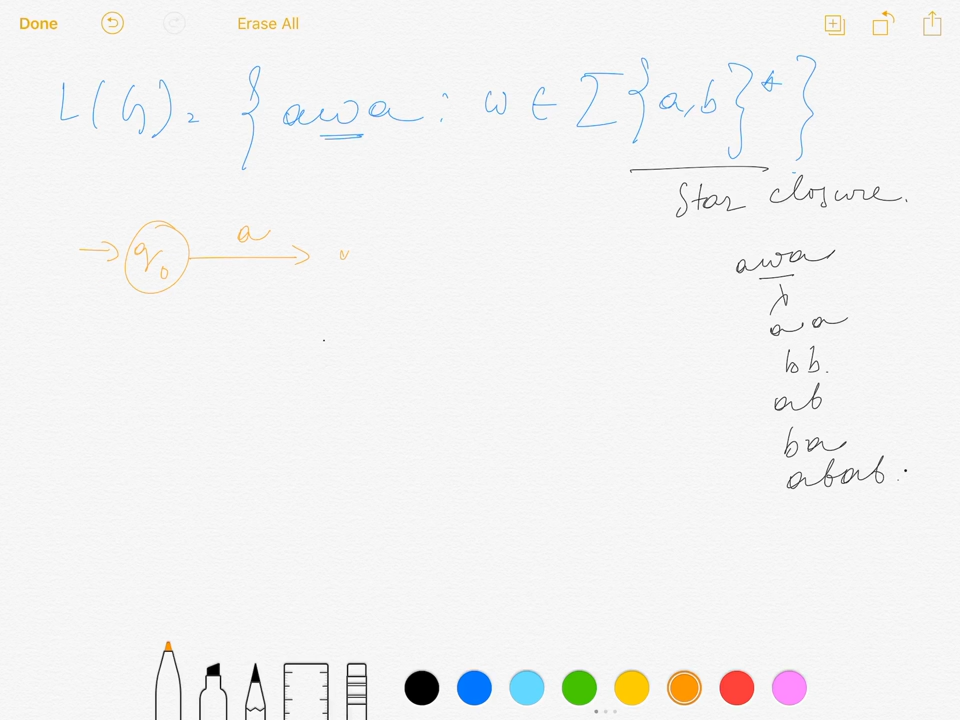 Done Erase All
L(G) = { awa : w ∈ Σ{a,b}* }
Star closure.
q0 a
awa
aa
bb.
ab
ba
abab.